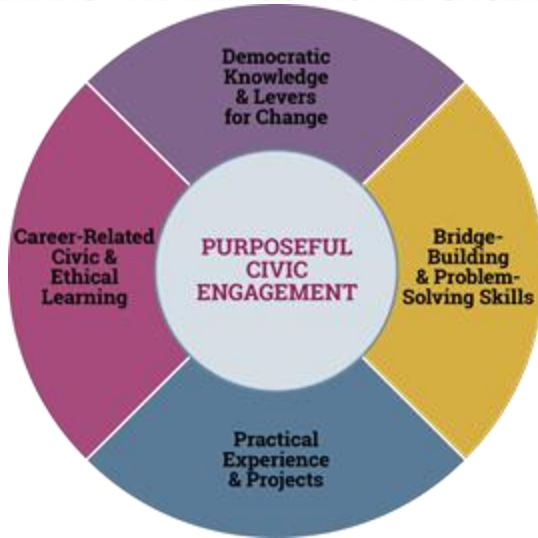 Democratic
Knowledge
& Levers
for Change
Career-Related
Civic &
Ethical
Learning
PURPOSEFUL
CIVIC
ENGAGEMENT
Bridge-
Building
& Problem-
Solving Skills
Practical
Experience
& Projects